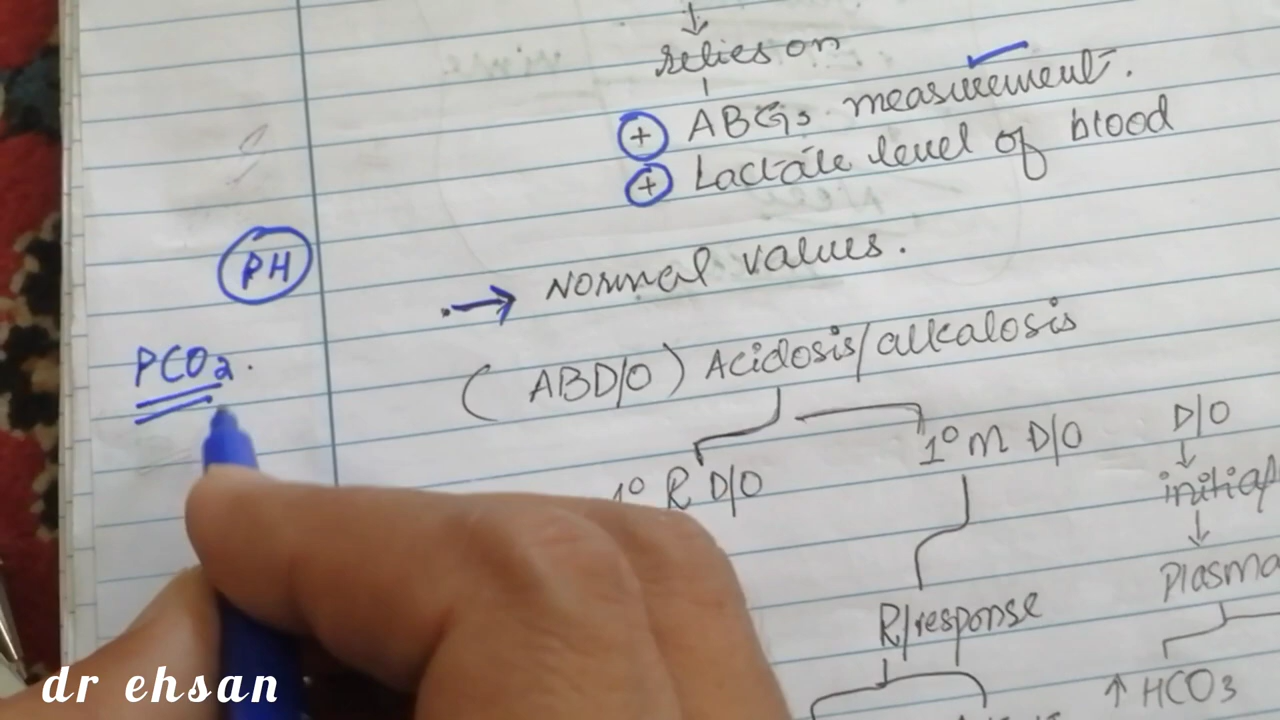 ↓
relies on
⊕ ABGs measurement.
⊕ Lactate level of blood
PH
→ Normal values.
PCO2.
( ABD/O ) Acidosis/alkalosis
1° R D/O
1° M D/O
D/O
↓
initial
↓
R/response
Plasma
↑ HCO3
dr ehsan